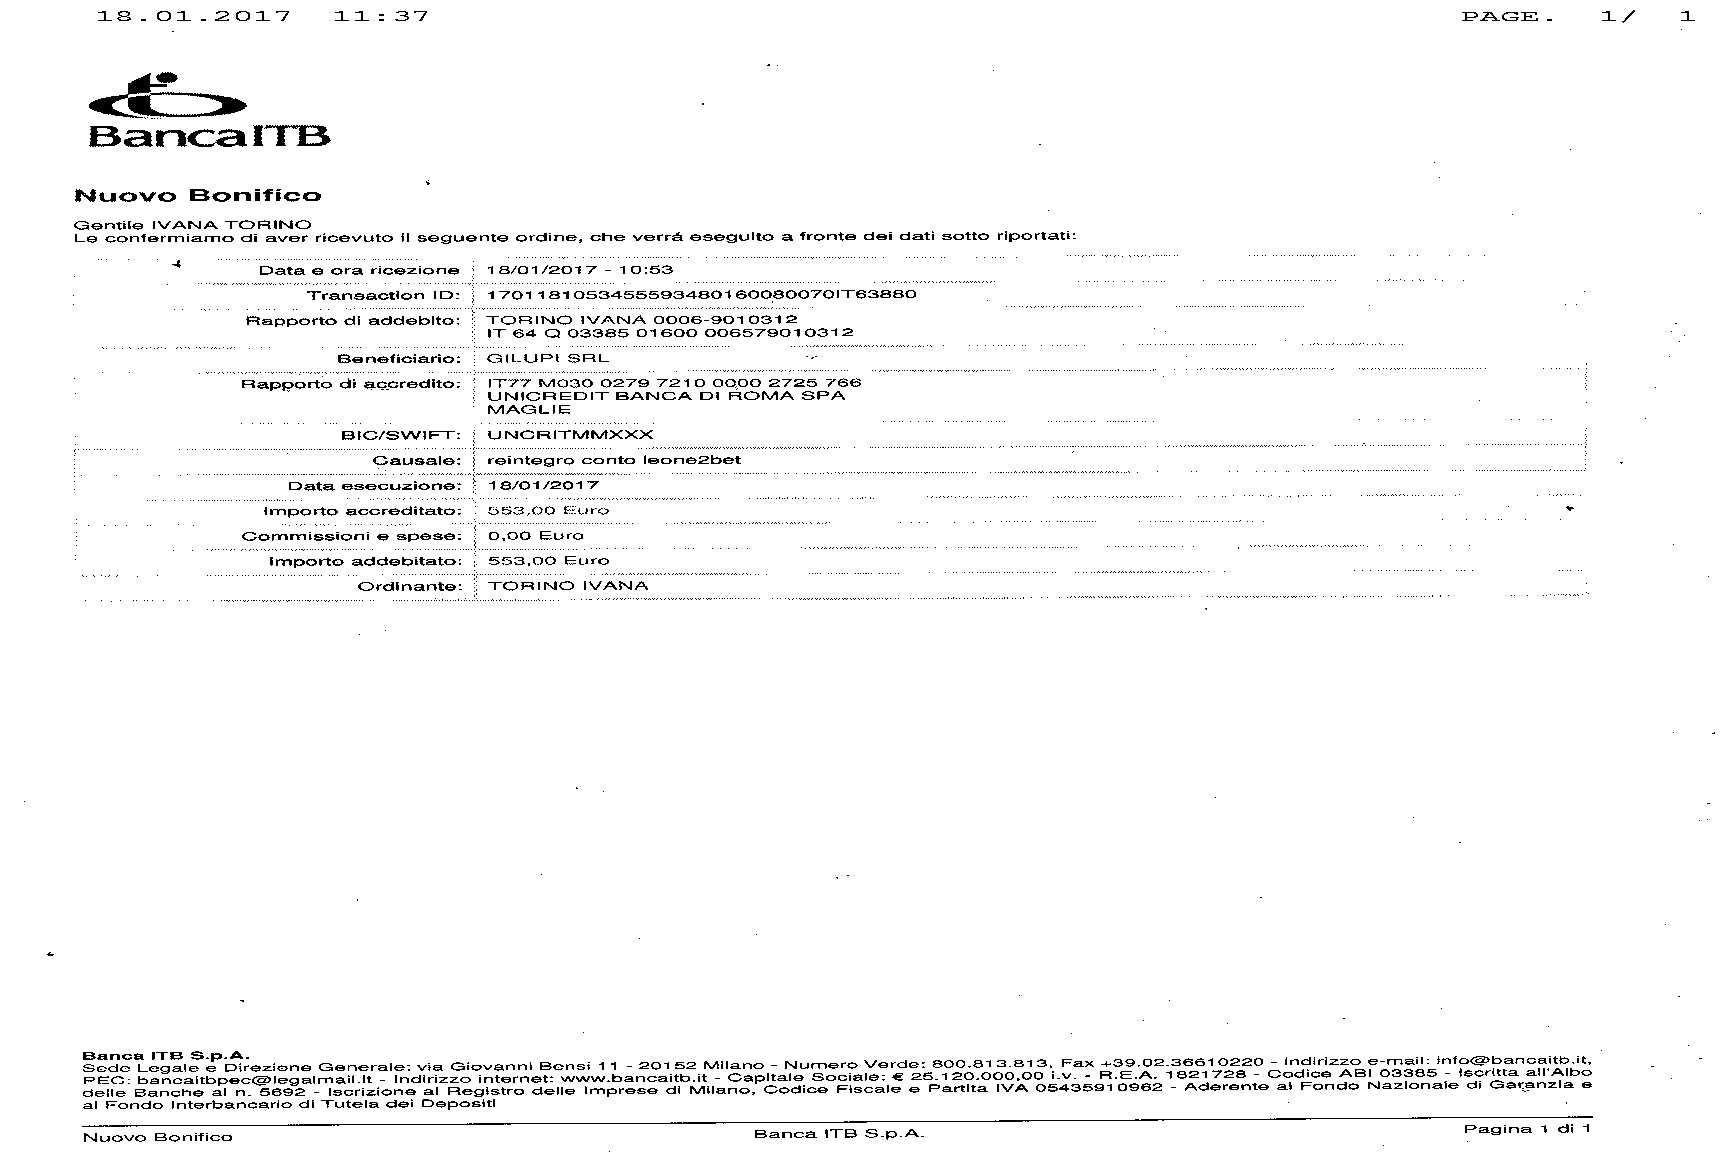 18.01.2017 11:37 PAGE. 1/ 1
BancaITB
Nuovo Bonifico
Gentile IVANA TORINO
Le confermiamo di aver ricevuto il seguente ordine, che verrá eseguito a fronte dei dati sotto riportati:
Data e ora ricezione 18/01/2017 - 10:53
Transaction ID: 1701181053455593480160080070IT63880
Rapporto di addebito: TORINO IVANA 0006-9010312
IT 64 Q 03385 01600 006579010312
Beneficiario: GILUPI SRL
Rapporto di accredito: IT77 M030 0279 7210 0000 2725 766
UNICREDIT BANCA DI ROMA SPA
MAGLIE
BIC/SWIFT: UNCRITMMXXX
Causale: reintegro conto leone2bet
Data esecuzione: 18/01/2017
Importo accreditato: 553,00 Euro
Commissioni e spese: 0,00 Euro
Importo addebitato: 553,00 Euro
Ordinante: TORINO IVANA
Banca ITB S.p.A.
Sede Legale e Direzione Generale: via Giovanni Bensi 11 - 20152 Milano - Numero Verde: 800.813.813, Fax +39.02.36610220 - Indirizzo e-mail: info@bancaitb.it,
PEC: bancaitbpec@legalmail.it - Indirizzo internet: www.bancaitb.it - Capitale Sociale: € 25.120.000,00 i.v. - R.E.A. 1821728 - Codice ABI 03385 - Iscritta all'Albo
delle Banche al n. 5692 - Iscrizione al Registro delle Imprese di Milano, Codice Fiscale e Partita IVA 05435910962 - Aderente al Fondo Nazionale di Garanzia e
al Fondo Interbancario di Tutela dei Depositi
Nuovo Bonifico Banca ITB S.p.A. Pagina 1 di 1